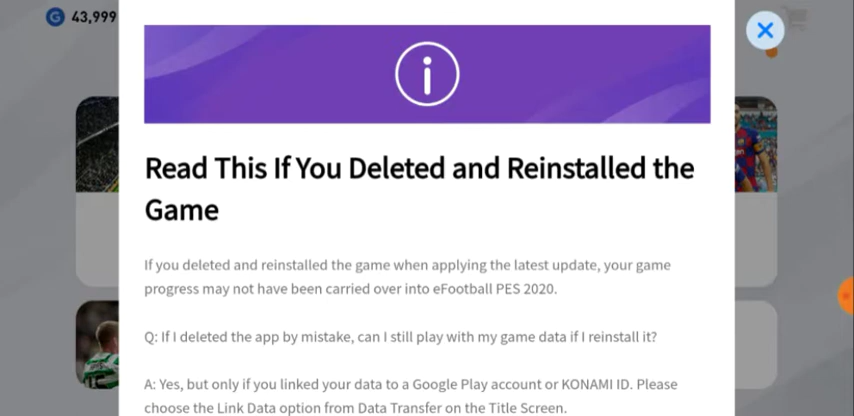 43,999
Read This If You Deleted and Reinstalled the
Game
If you deleted and reinstalled the game when applying the latest update, your game
progress may not have been carried over into eFootball PES 2020.
Q: If I deleted the app by mistake, can I still play with my game data if I reinstall it?
A: Yes, but only if you linked your data to a Google Play account or KONAMI ID. Please
choose the Link Data option from Data Transfer on the Title Screen.